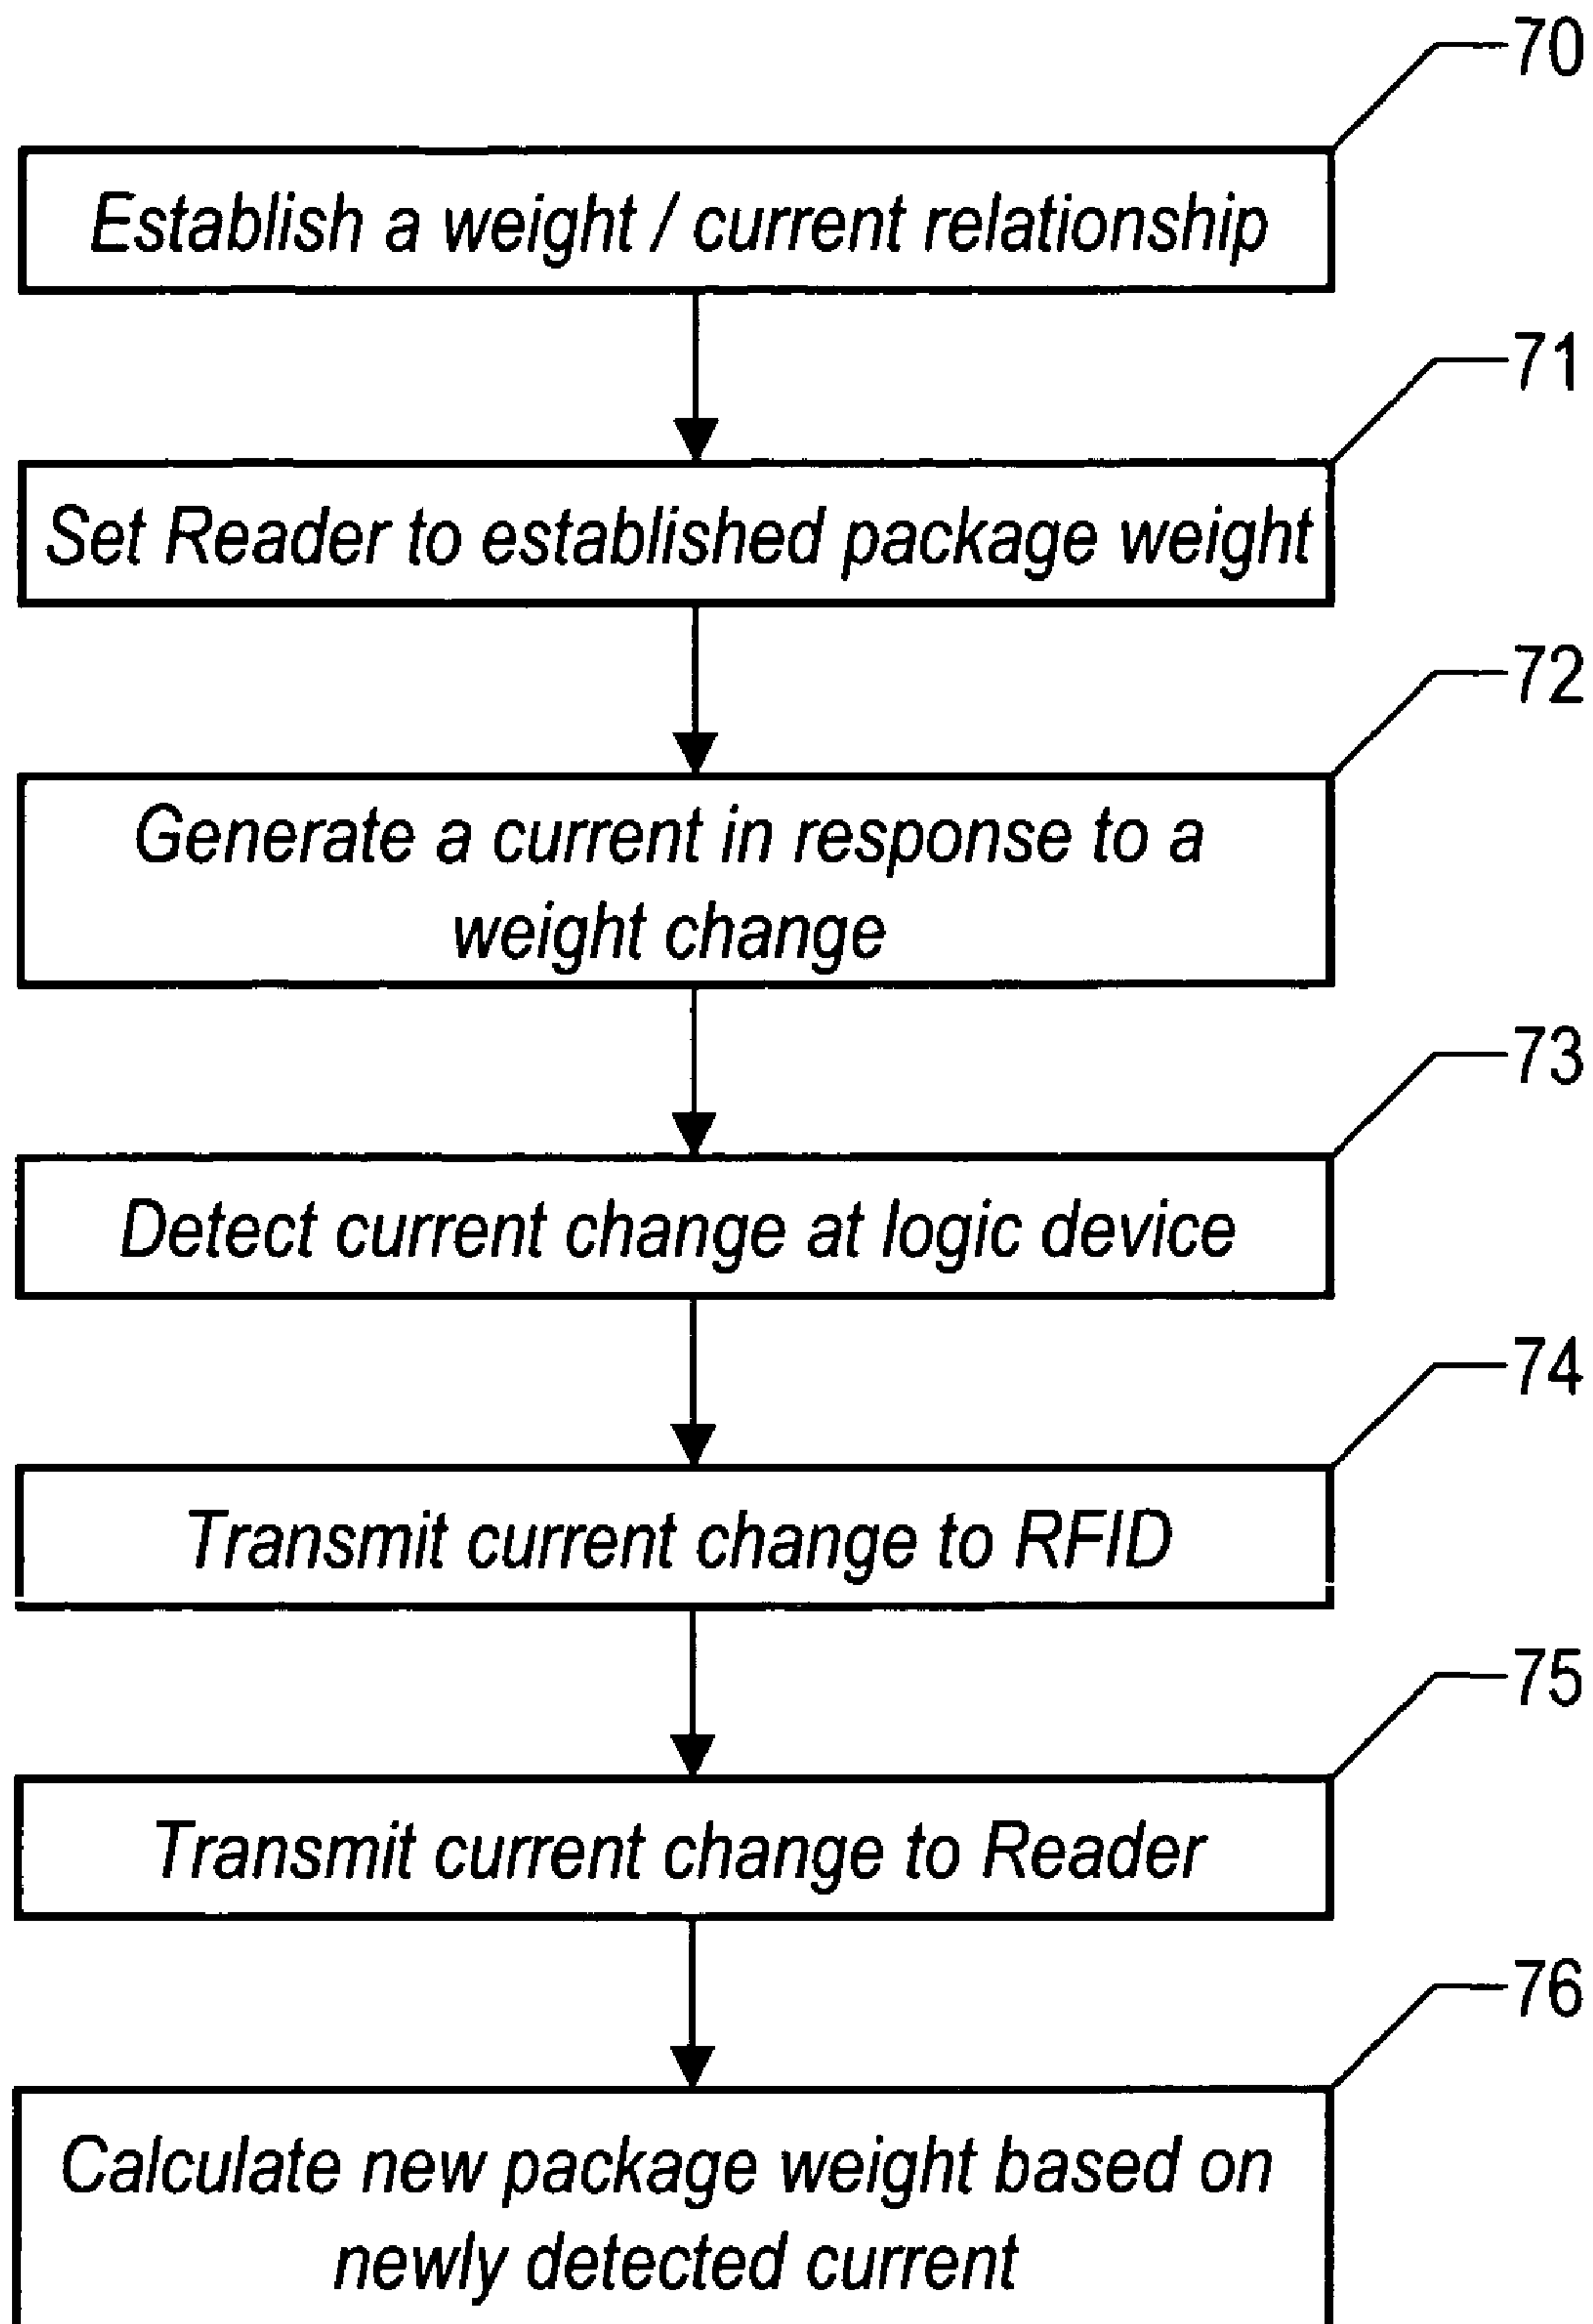 70
Establish a weight / current relationship
71
Set Reader to established package weight
72
Generate a current in response to a
weight change
73
Detect current change at logic device
74
Transmit current change to RFID
75
Transmit current change to Reader
76
Calculate new package weight based on
newly detected current